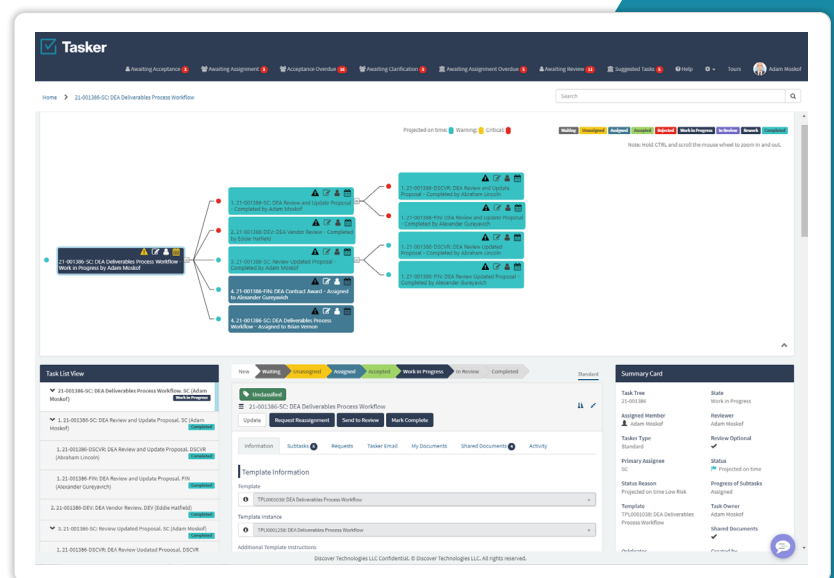 Tasker
Awaiting Acceptance 2 Awaiting Assignment 3 Acceptance Overdue Awaiting Clarification 3 Awaiting Assignment Overdue Awaiting Review 11 Suggested Tasks Help Tours Adam Moskof
Home > 21-001386-SC: DEA Deliverables Process Workflow
Search
Projected on time: Warning: Critical:
Waiting Unassigned Assigned Accepted Rejected Work in Progress In Review Rework Completed
Note: Hold CTRL and scroll the mouse wheel to zoom in and out.
21-001386-SC: DEA Deliverables Process Workflow -
Work in Progress by Adam Moskof
1. 21-001386-SC: DEA Review and Update Proposal
- Completed by Adam Moskof
2. 21-001386-DEV: DEA Vendor Review - Completed
by Eddie Hatfield
3. 21-001386-SC: Review Updated Proposal -
Completed by Adam Moskof
4. 21-001386-FIN: DEA Contract Award - Assigned
to Alexander Gureyavich
4. 21-001386-SC: DEA Deliverables Process
Workflow - Assigned to Brian Vernon
1. 21-001386-DSCVR: DEA Review and Update
Proposal - Completed by Abraham Lincoln
1. 21-001386-FIN: DEA Review and Update Proposal
- Completed by Alexander Gureyavich
1. 21-001386-DSCVR: DEA Review Updated
Proposal - Completed by Abraham Lincoln
1. 21-001386-FIN: DEA Review Updated Proposal -
Completed by Alexander Gureyavich
Task List View
21-001386-SC: DEA Deliverables Process Workflow. SC (Adam
Moskof) Work in Progress
1. 21-001386-SC: DEA Review and Update Proposal. SC (Adam
Moskof) Completed
1. 21-001386-DSCVR: DEA Review and Update Proposal. DSCVR
(Abraham Lincoln) Completed
1. 21-001386-FIN: DEA Review and Update Proposal. FIN
(Alexander Gureyavich) Completed
2. 21-001386-DEV: DEA Vendor Review. DEV (Eddie Hatfield)
Completed
3. 21-001386-SC: Review Updated Proposal. SC (Adam Moskof)
Completed
1. 21-001386-DSCVR: DEA Review Updated Proposal. DSCVR
New Waiting Unassigned Assigned Accepted Work in Progress In Review Completed Standard
Unclassified
21-001386-SC: DEA Deliverables Process Workflow
Update Request Reassignment Send to Review Mark Complete
Information Subtasks Requests Tasker Email My Documents Shared Documents Activity
Template Information
Template
TPL0001038: DEA Deliverables Process Workflow
Template Instance
TPL0001258: DEA Deliverables Process Workflow
Additional Template Instructions
Summary Card
Task Tree State
21-001386 Work in Progress
Assigned Member Reviewer
Adam Moskof Adam Moskof
Tasker Type Review Optional
Standard
Primary Assignee Status
SC Projected on time
Status Reason Progress of Subtasks
Projected on time Low Risk Assigned
Template Task Owner
TPL0001038: DEA Deliverables Adam Moskof
Process Workflow
Shared Documents
Originator Created by
Discover Technologies LLC Confidential. © Discover Technologies LLC. All rights reserved.